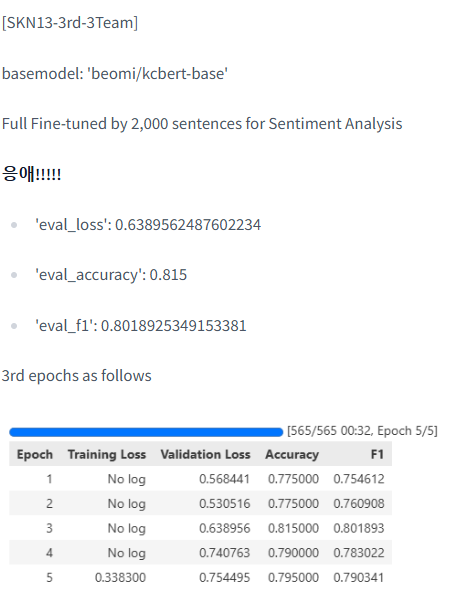 [SKN13-3rd-3Team]
basemodel: 'beomi/kcbert-base'
Full Fine-tuned by 2,000 sentences for Sentiment Analysis
응애!!!!!
'eval_loss': 0.6389562487602234
'eval_accuracy': 0.815
'eval_f1': 0.8018925349153381
3rd epochs as follows
[565/565 00:32, Epoch 5/5]
Epoch Training Loss Validation Loss Accuracy F1
1 No log 0.568441 0.775000 0.754612
2 No log 0.530516 0.775000 0.760908
3 No log 0.638956 0.815000 0.801893
4 No log 0.740763 0.790000 0.783022
5 0.338300 0.754495 0.795000 0.790341